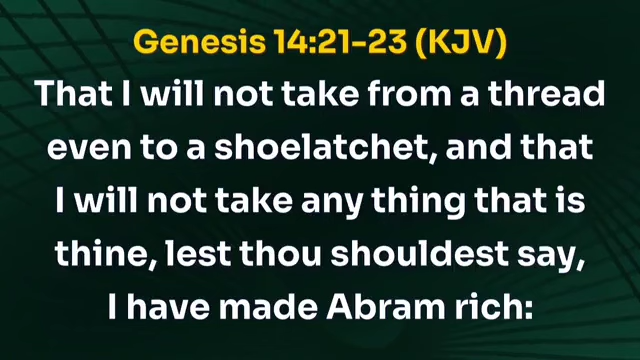 Genesis 14:21-23 (KJV)
That I will not take from a thread
even to a shoelatchet, and that
I will not take any thing that is
thine, lest thou shouldest say,
I have made Abram rich: